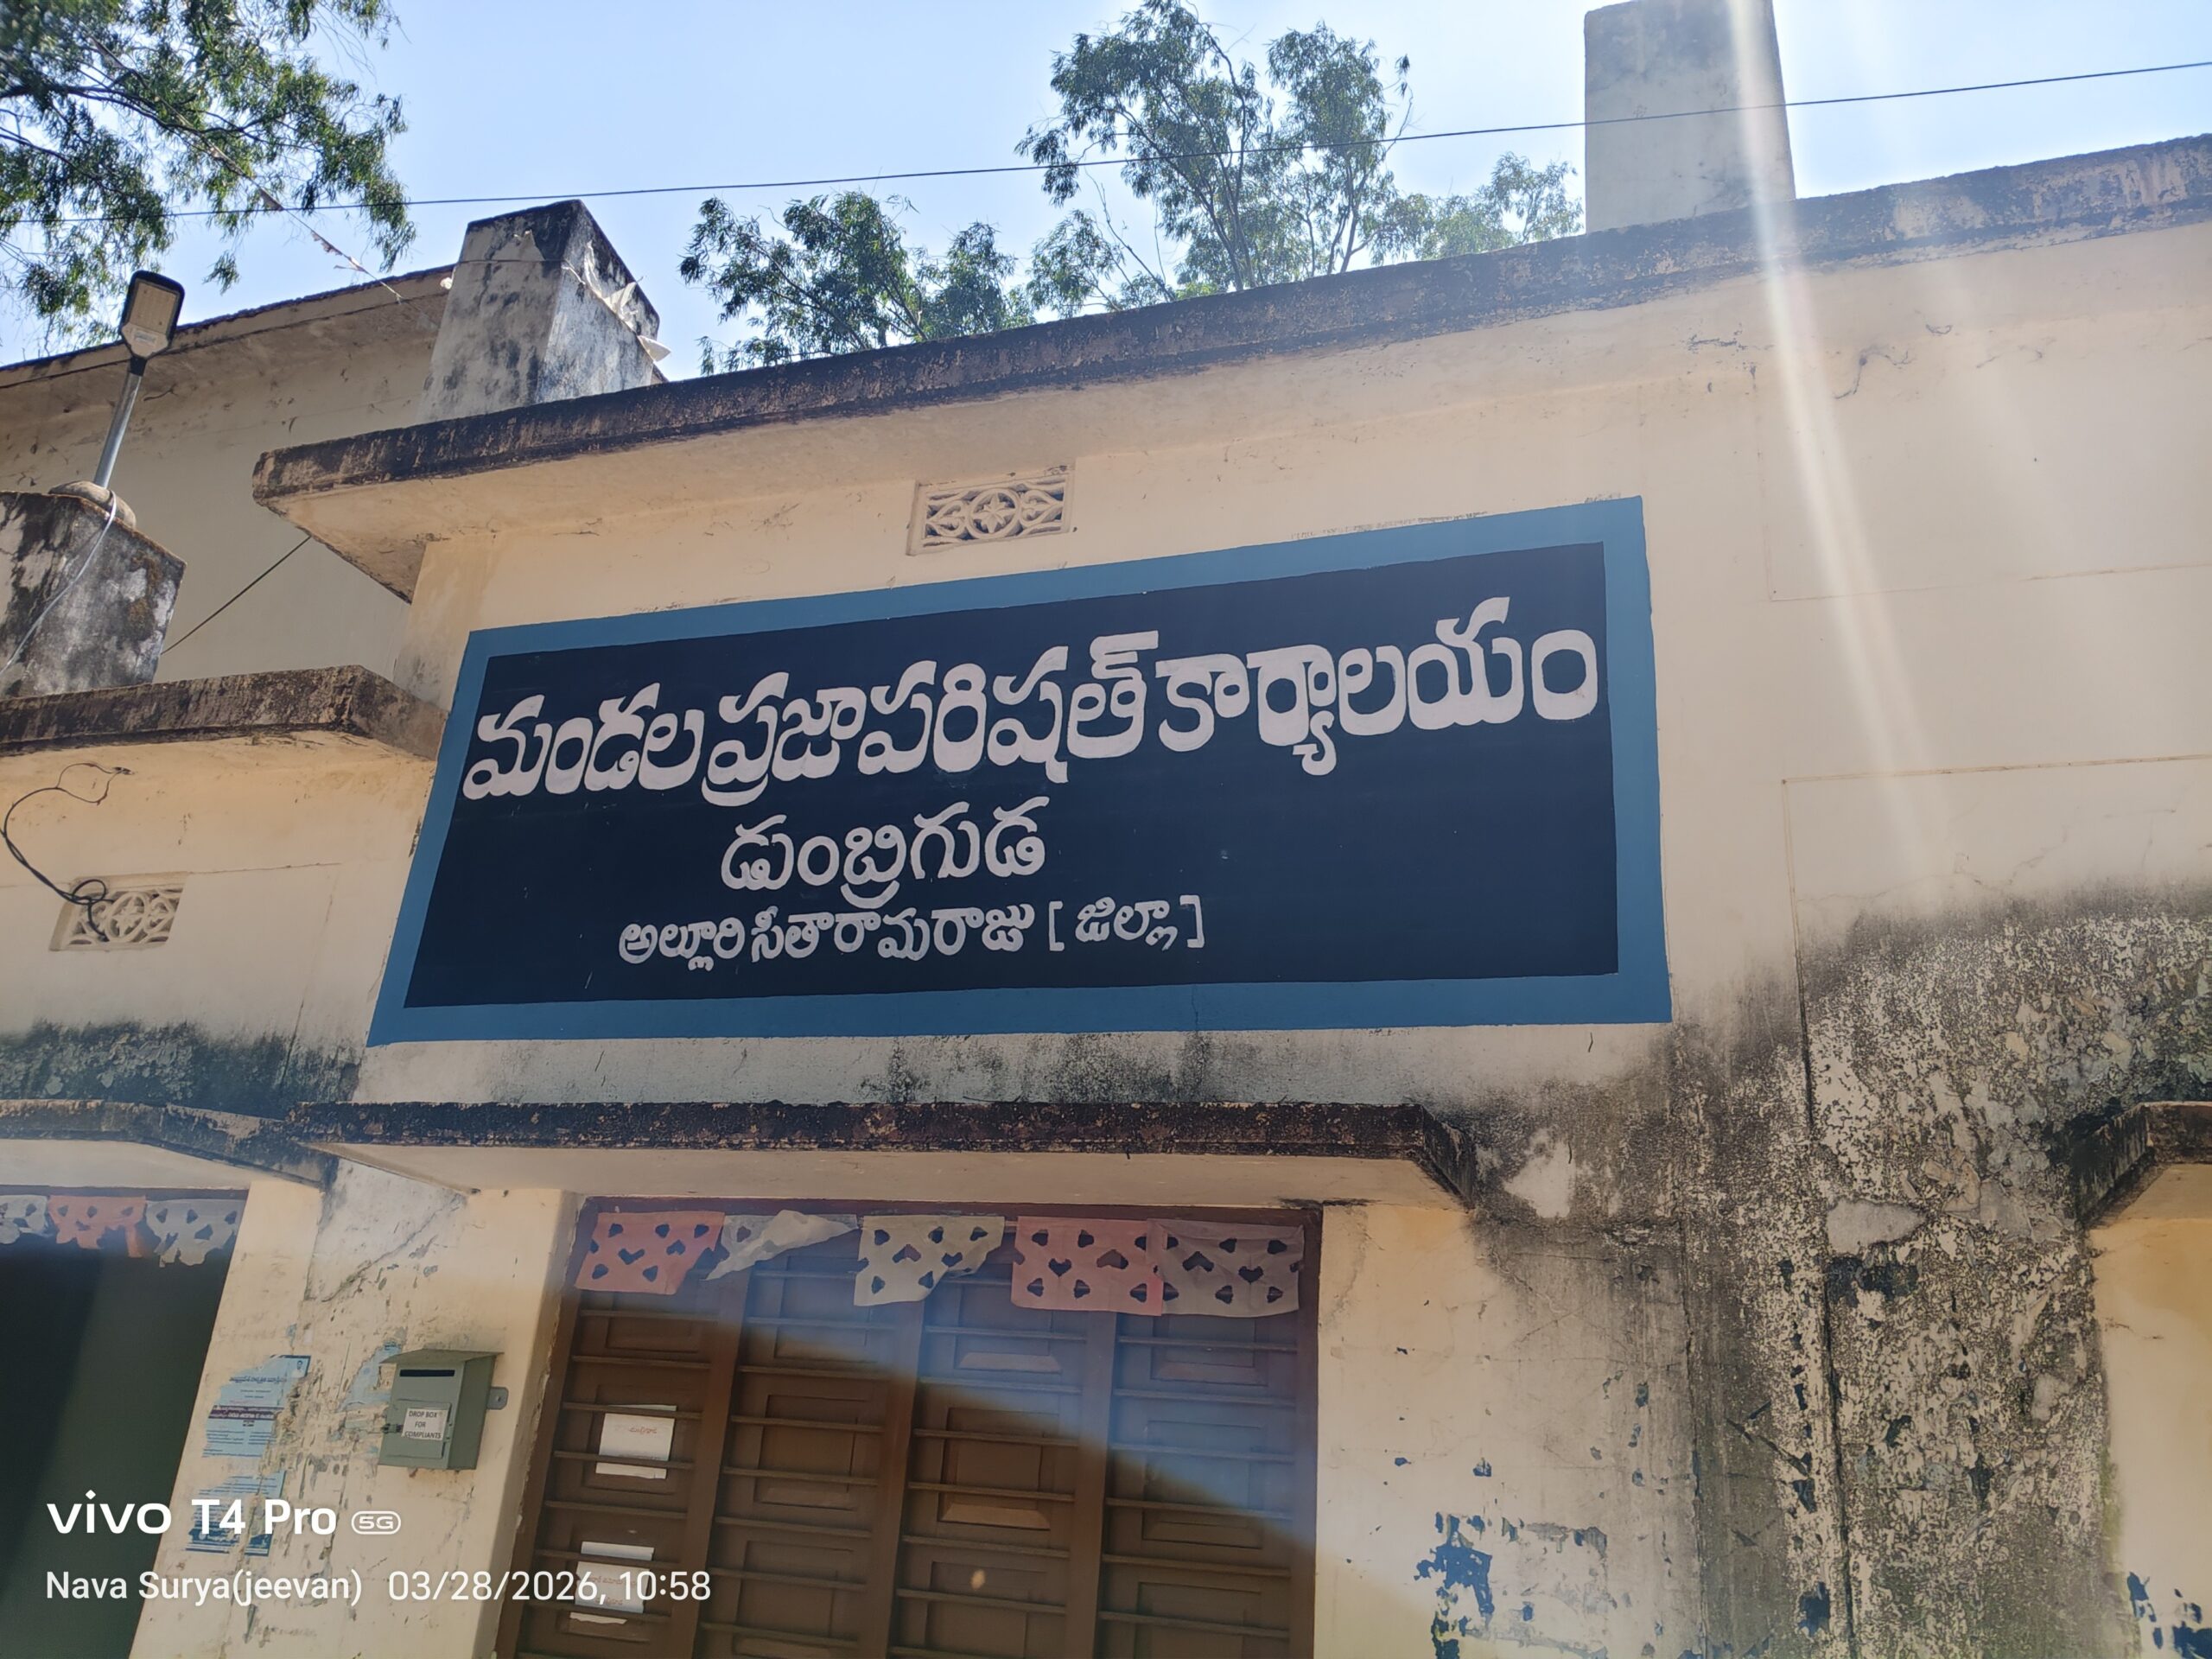 మండల ప్రజా పరిషత్ కార్యాలయం
డుంబ్రిగుడ
అల్లూరి సీతారామరాజు [ జిల్లా ]
DROP BOX
FOR
COMPLIANTS
vivo T4 Pro 5G
Nava Surya(jeevan) 03/28/2026, 10:58